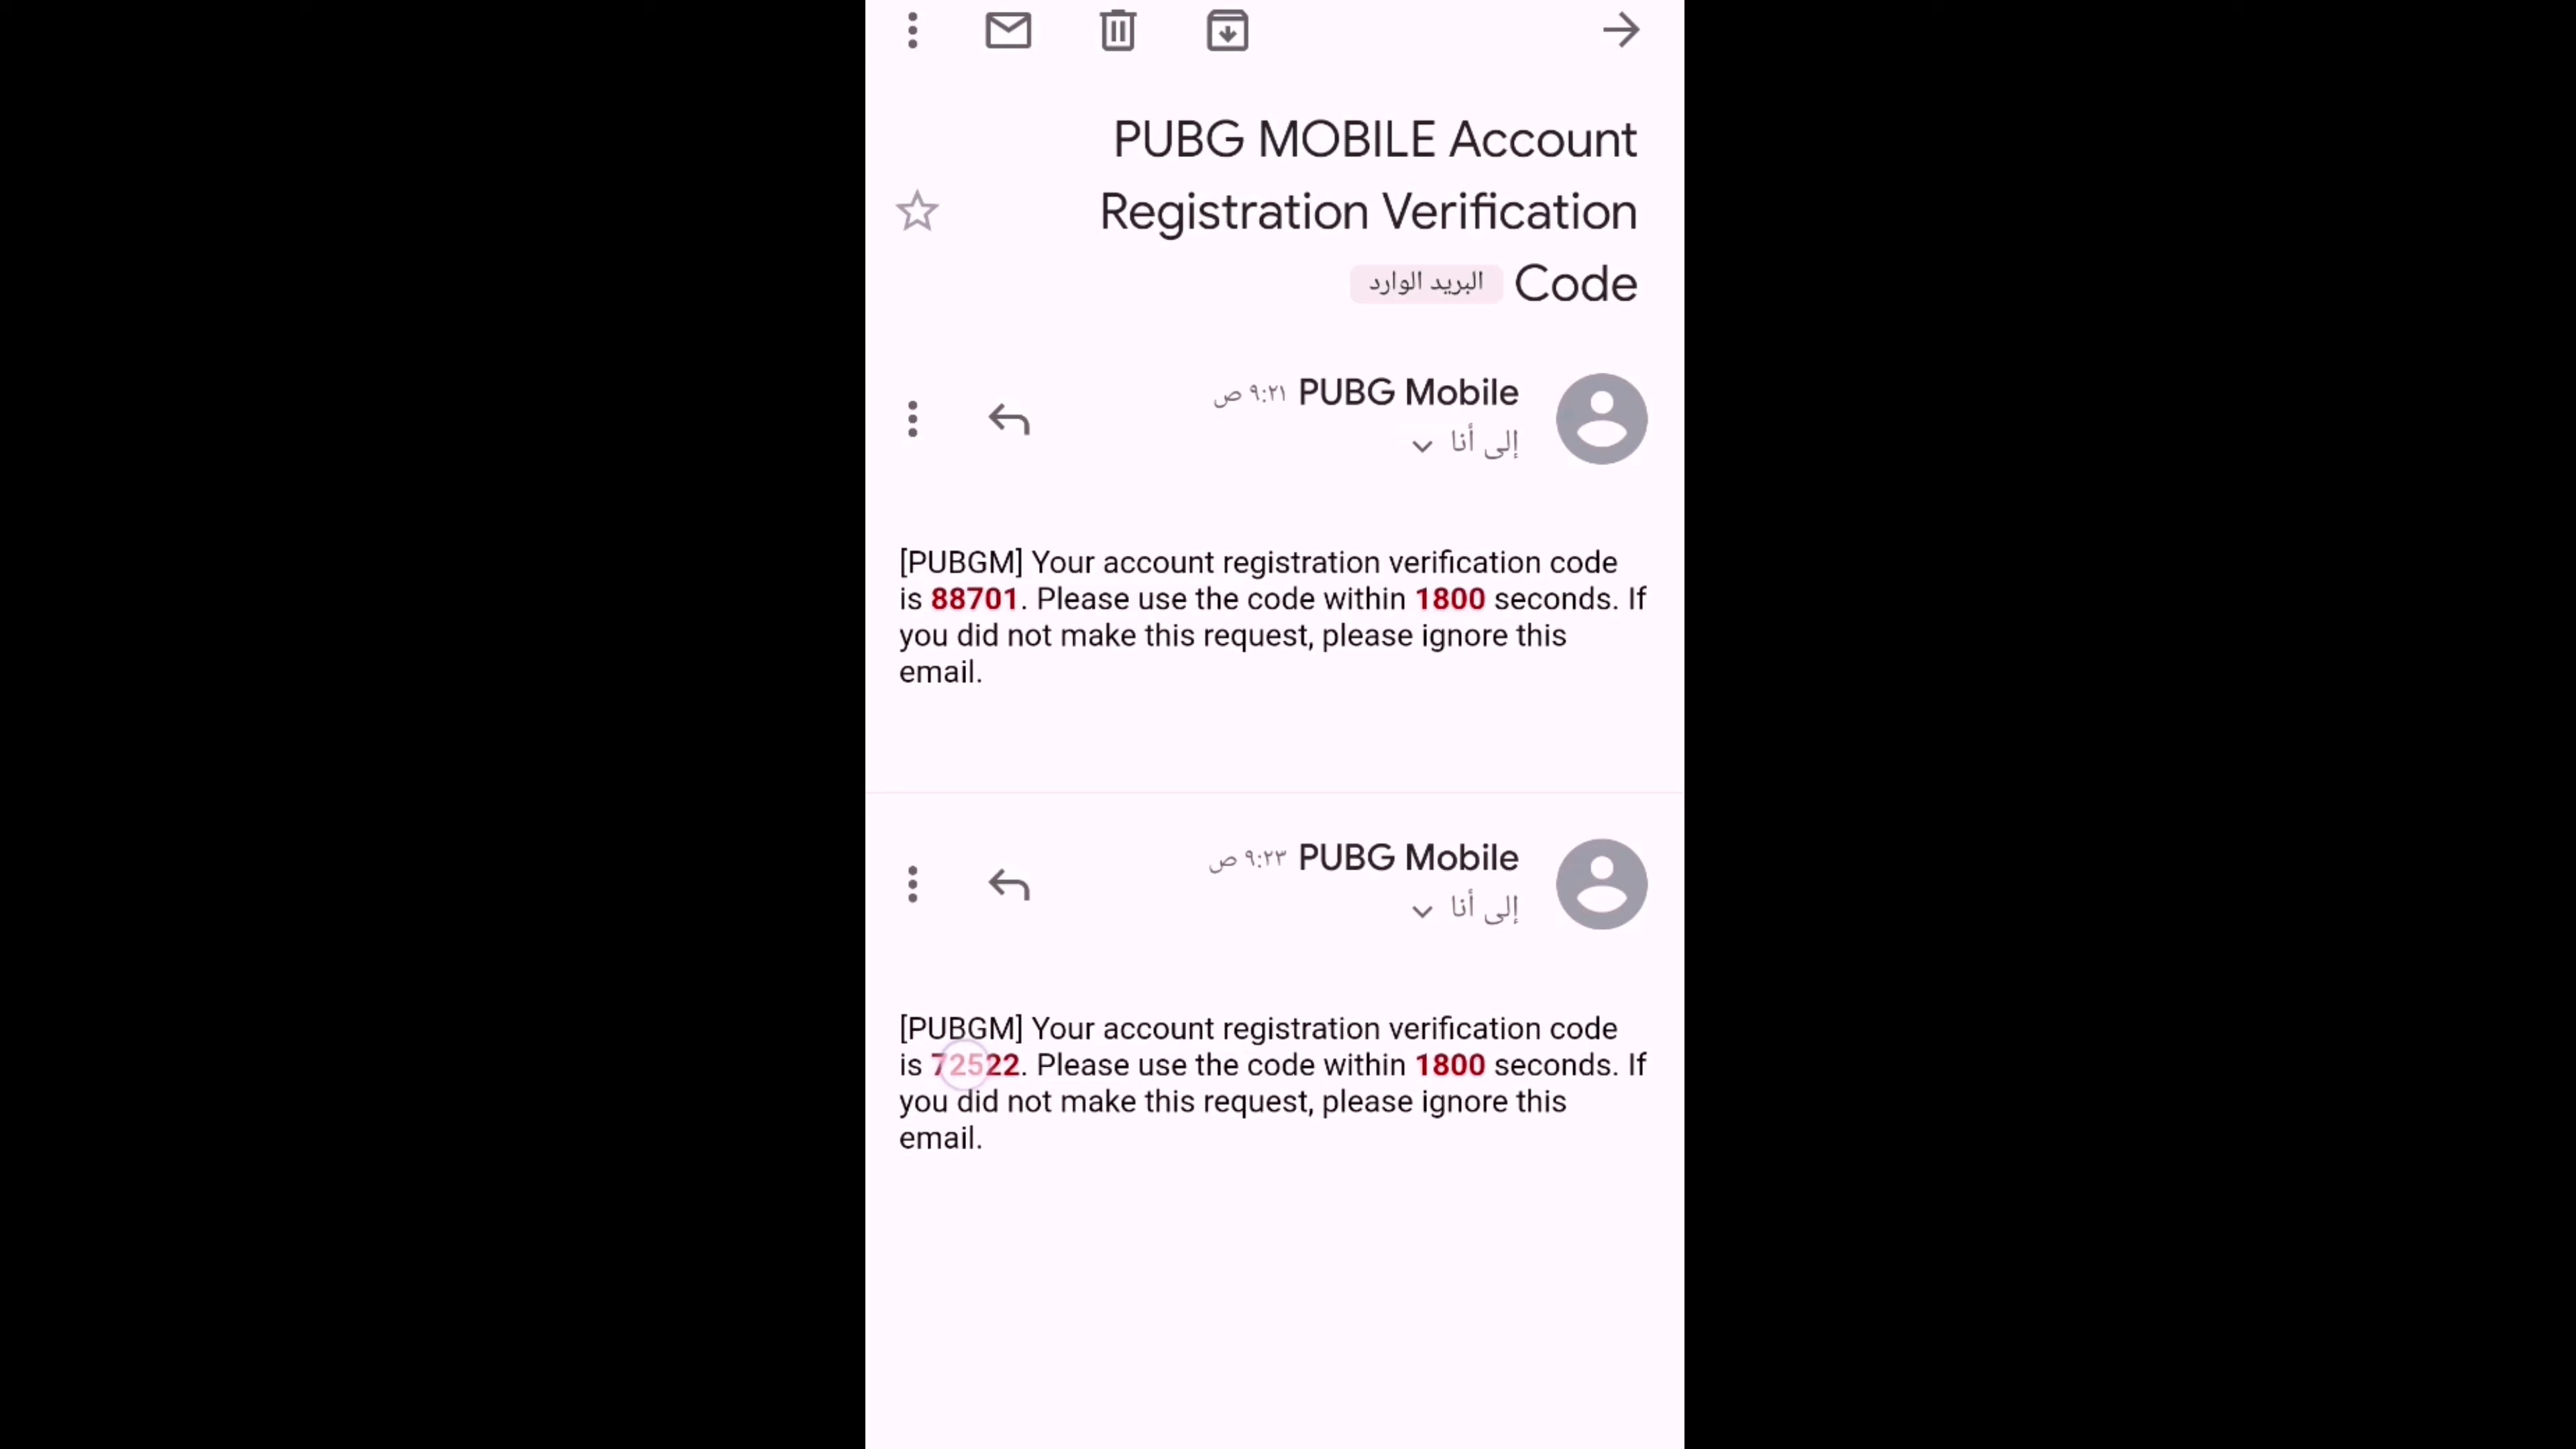 PUBG MOBILE Account
Registration Verification
Code البريد الوارد
PUBG Mobile ٩:٢١ ص
إلى أنا
[PUBGM] Your account registration verification code
is 88701. Please use the code within 1800 seconds. If
you did not make this request, please ignore this
email.
PUBG Mobile ٩:٢٣ ص
إلى أنا
[PUBGM] Your account registration verification code
is 72522. Please use the code within 1800 seconds. If
you did not make this request, please ignore this
email.